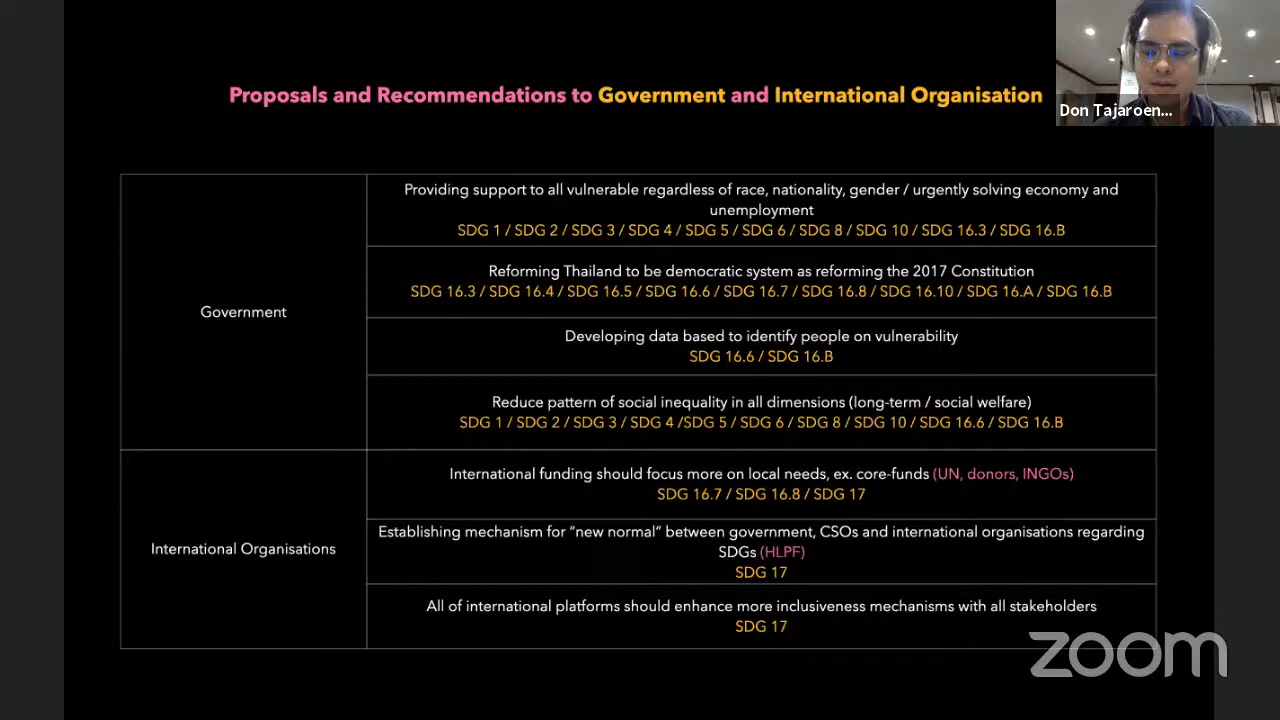 Proposals and Recommendations to Government and International Organisation
Don Tajaroen...
Government
Providing support to all vulnerable regardless of race, nationality, gender / urgently solving economy and
unemployment
SDG 1 / SDG 2 / SDG 3 / SDG 4 / SDG 5 / SDG 6 / SDG 8 / SDG 10 / SDG 16.3 / SDG 16.B
Reforming Thailand to be democratic system as reforming the 2017 Constitution
SDG 16.3 / SDG 16.4 / SDG 16.5 / SDG 16.6 / SDG 16.7 / SDG 16.8 / SDG 16.10 / SDG 16.A / SDG 16.B
Developing data based to identify people on vulnerability
SDG 16.6 / SDG 16.B
Reduce pattern of social inequality in all dimensions (long-term / social welfare)
SDG 1 / SDG 2 / SDG 3 / SDG 4 /SDG 5 / SDG 6 / SDG 8 / SDG 10 / SDG 16.6 / SDG 16.B
International Organisations
International funding should focus more on local needs, ex. core-funds (UN, donors, INGOs)
SDG 16.7 / SDG 16.8 / SDG 17
Establishing mechanism for “new normal” between government, CSOs and international organisations regarding
SDGs (HLPF)
SDG 17
All of international platforms should enhance more inclusiveness mechanisms with all stakeholders
SDG 17
zoom